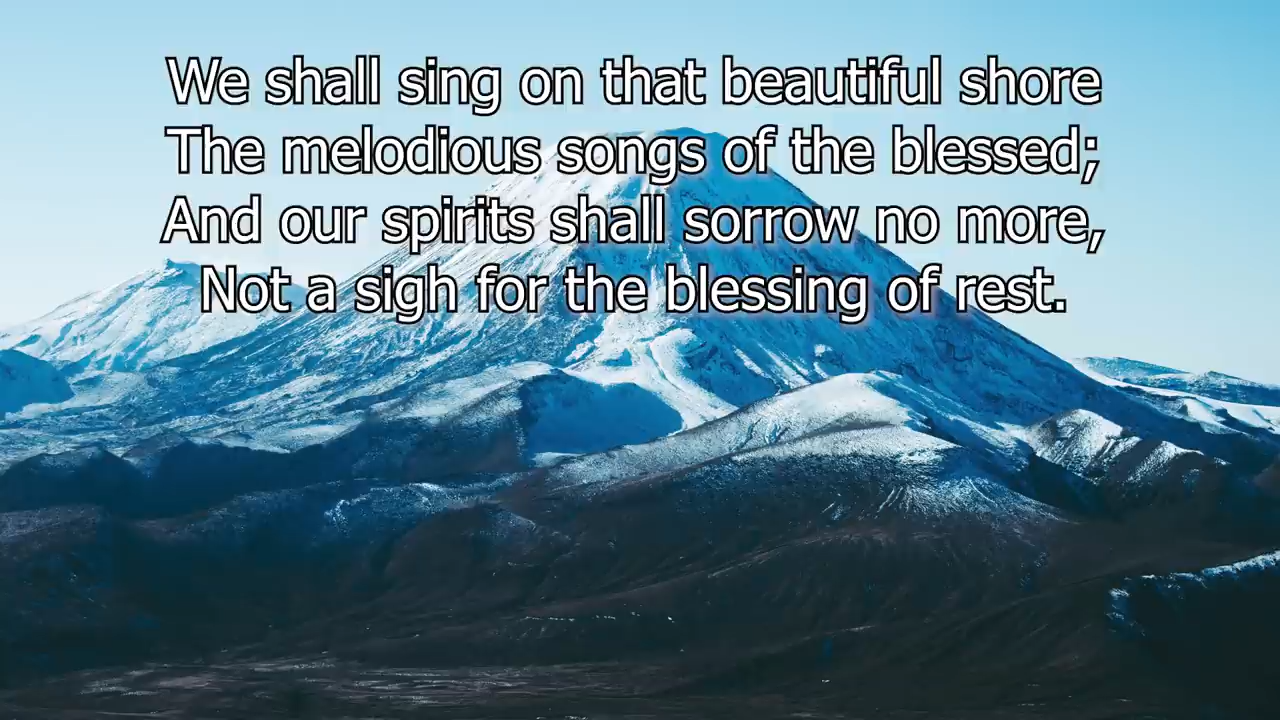 We shall sing on that beautiful shore
The melodious songs of the blessed;
And our spirits shall sorrow no more,
Not a sigh for the blessing of rest.